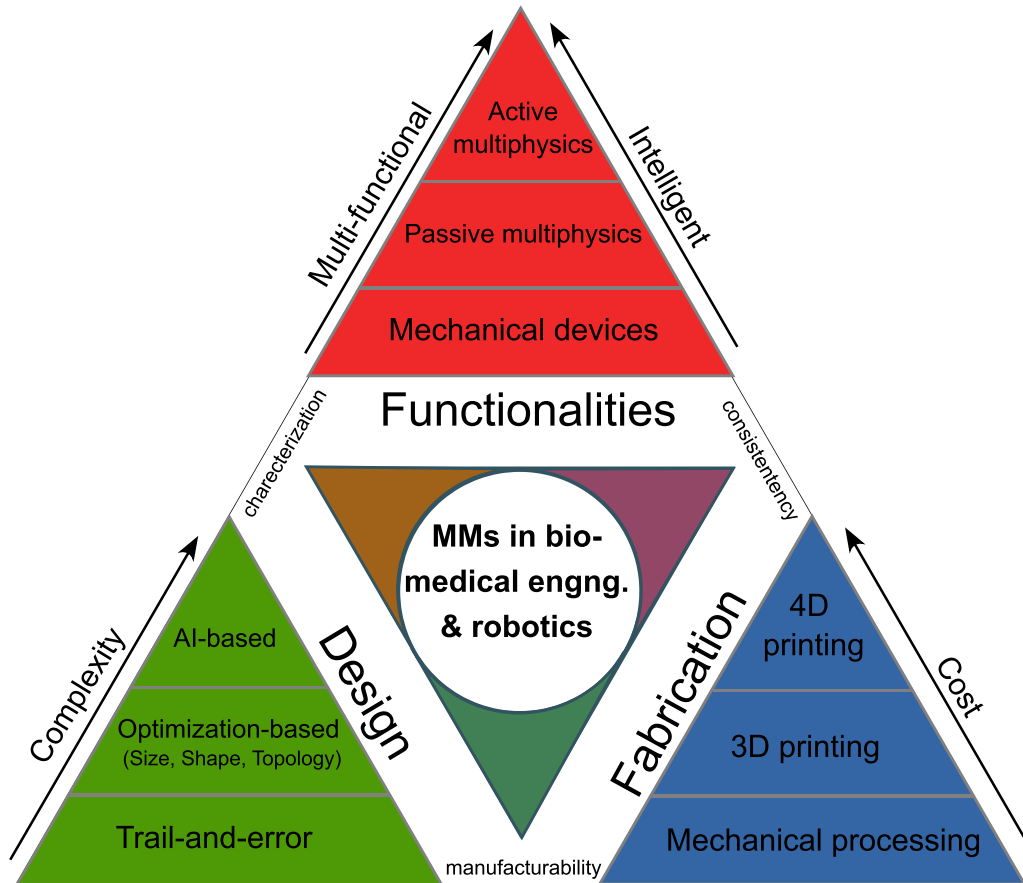 Active
multiphysics
Multi-functional
Intelligent
Passive multiphysics
Mechanical devices
Functionalities
charecterization
consistentency
MMs in bio-
medical engng.
& robotics
Complexity
AI-based
Optimization-based
(Size, Shape, Topology)
Trail-and-error
Design
Fabrication
4D
printing
3D printing
Mechanical processing
Cost
manufacturability